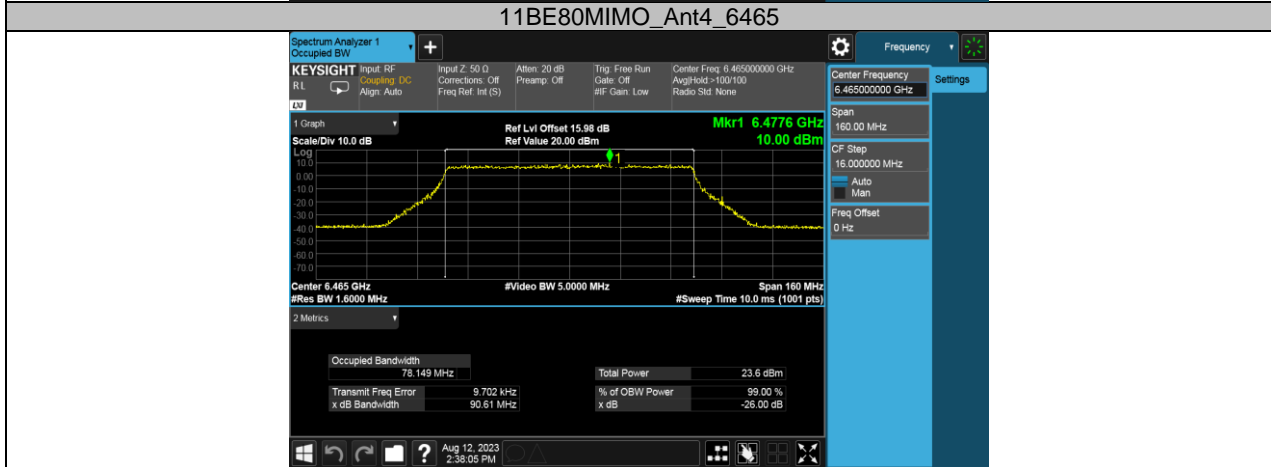 11BE80MIMO_Ant4_6465
Spectrum Analyzer 1
Occupied BW
+
Frequency
KEYSIGHT
RL
LXI
Input: RF
Coupling: DC
Align: Auto
Input Z: 50 Ω
Corrections: Off
Freq Ref: Int (S)
Atten: 20 dB
Preamp: Off
Trig: Free Run
Gate: Off
#IF Gain: Low
Center Freq: 6.465000000 GHz
Avg|Hold:>100/100
Radio Std: None
Center Frequency
6.465000000 GHz
Settings
Span
160.00 MHz
CF Step
16.000000 MHz
Auto
Man
Freq Offset
0 Hz
1 Graph
Scale/Div 10.0 dB
Ref Lvl Offset 15.98 dB
Ref Value 20.00 dBm
Mkr1 6.4776 GHz
10.00 dBm
Log
1
10.0
0.00
-10.0
-20.0
-30.0
-40.0
-50.0
-60.0
-70.0
Center 6.465 GHz
#Res BW 1.6000 MHz
#Video BW 5.0000 MHz
Span 160 MHz
#Sweep Time 10.0 ms (1001 pts)
2 Metrics
Occupied Bandwidth
78.149 MHz
Total Power 23.6 dBm
Transmit Freq Error 9.702 kHz
% of OBW Power 99.00 %
x dB Bandwidth 90.61 MHz
x dB -26.00 dB
?
Aug 12, 2023
2:38:05 PM